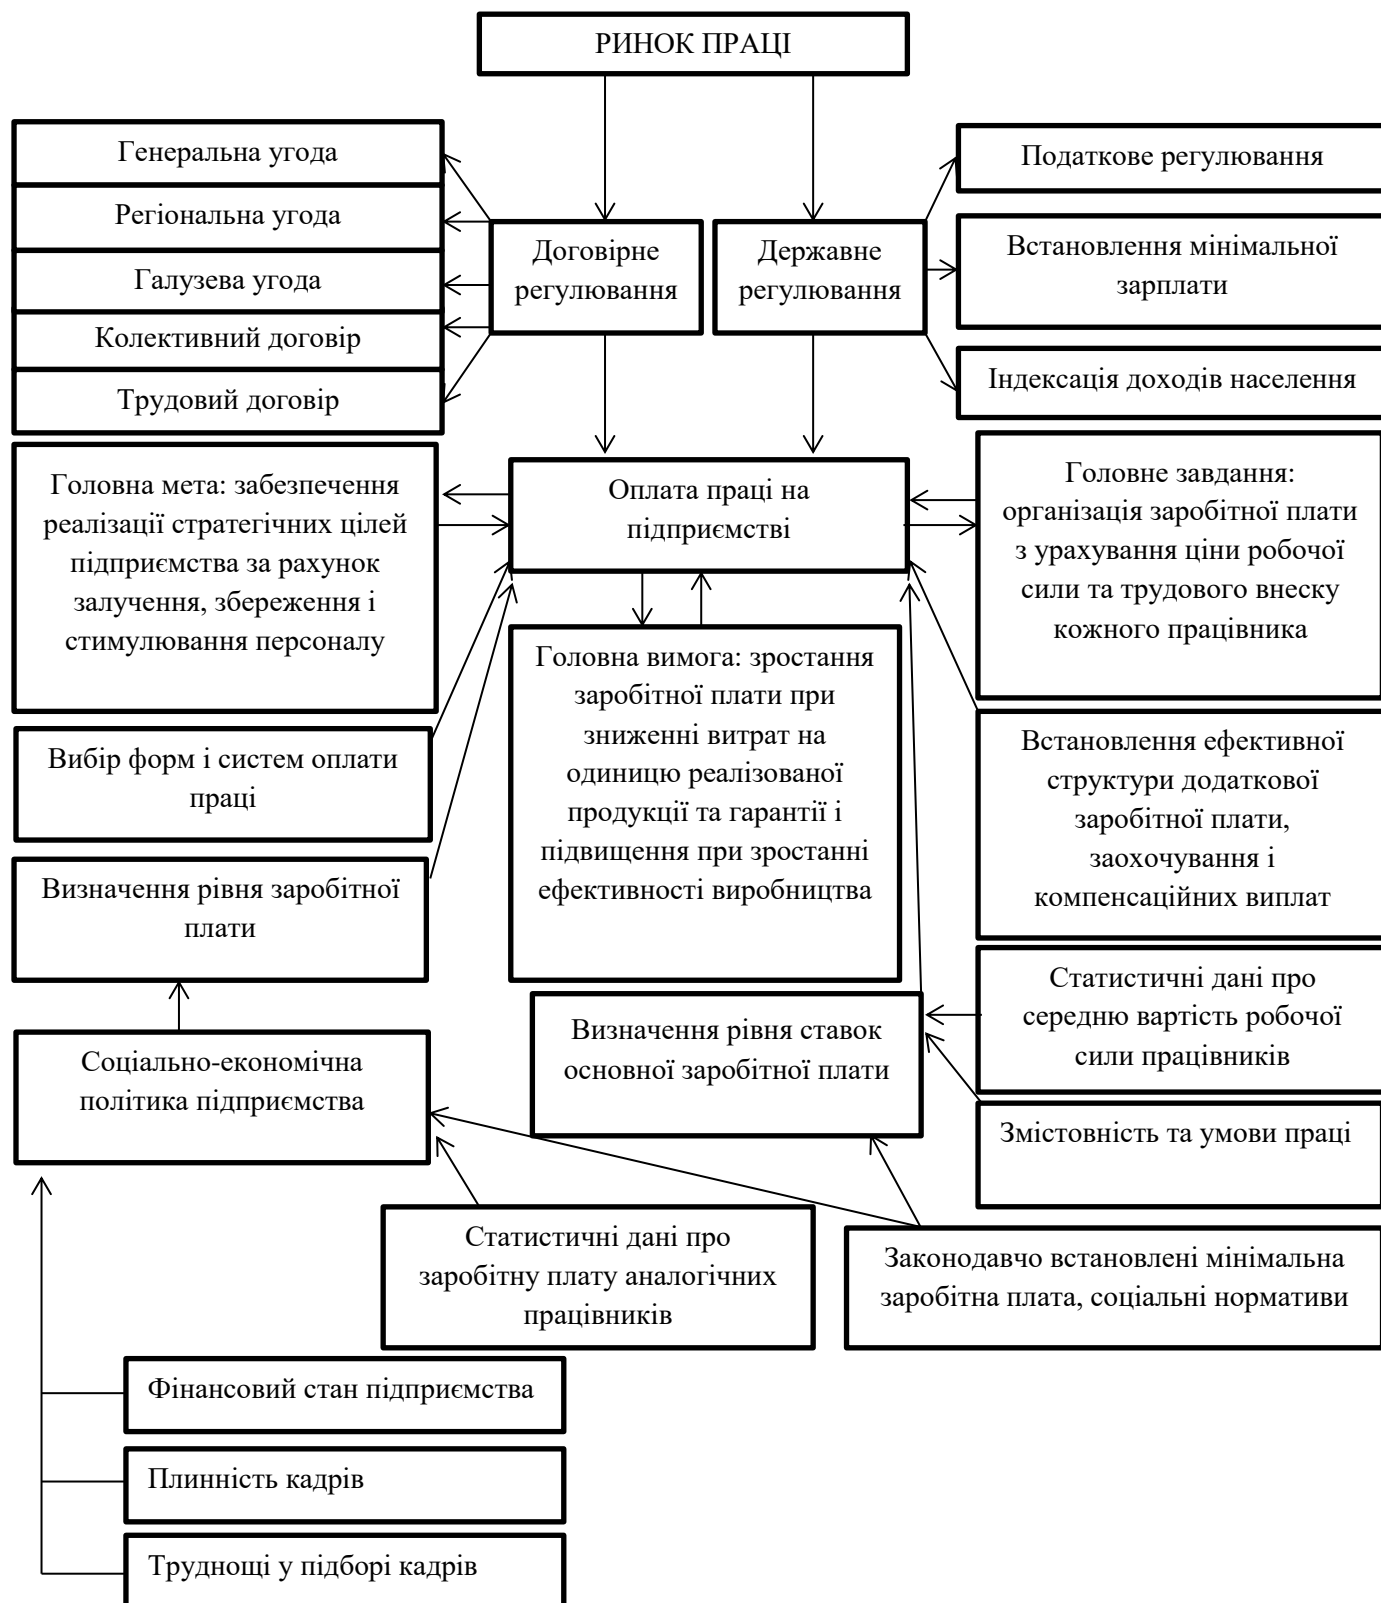 РИНОК ПРАЦІ
Генеральна угода
Регіональна угода
Галузева угода
Колективний договір
Трудовий договір
Договірне
регулювання
Державне
регулювання
Податкове регулювання
Встановлення мінімальної
зарплати
Індексація доходів населення
Головна мета: забезпечення
реалізації стратегічних цілей
підприємства за рахунок
залучення, збереження і
стимулювання персоналу
Оплата праці на
підприємстві
Головне завдання:
організація заробітної плати
з урахування ціни робочої
сили та трудового внеску
кожного працівника
Головна вимога: зростання
заробітної плати при
зниженні витрат на
одиницю реалізованої
продукції та гарантії і
підвищення при зростанні
ефективності виробництва
Вибір форм і систем оплати
праці
Встановлення ефективної
структури додаткової
заробітної плати,
заохочування і
компенсаційних виплат
Визначення рівня заробітної
плати
Статистичні дані про
середню вартість робочої
сили працівників
Визначення рівня ставок
основної заробітної плати
Соціально-економічна
політика підприємства
Змістовність та умови праці
Статистичні дані про
заробітну плату аналогічних
працівників
Законодавчо встановлені мінімальна
заробітна плата, соціальні нормативи
Фінансовий стан підприємства
Плинність кадрів
Труднощі у підборі кадрів